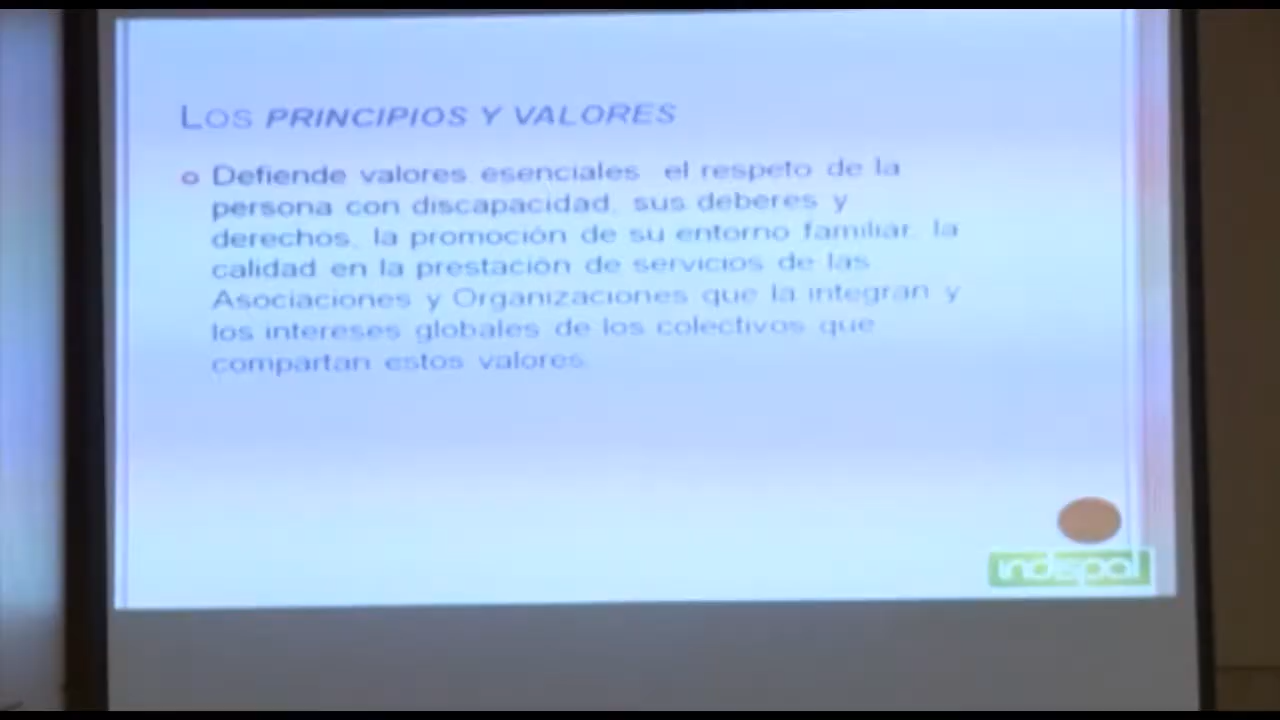 LOS PRINCIPIOS Y VALORES
Defiende valores esenciales el respeto de la
persona con discapacidad, sus deberes y
derechos, la promoción de su entorno familiar, la
calidad en la prestación de servicios de las
Asociaciones y Organizaciones que la integran y
los intereses globales de los colectivos que
compartan estos valores.
indepal